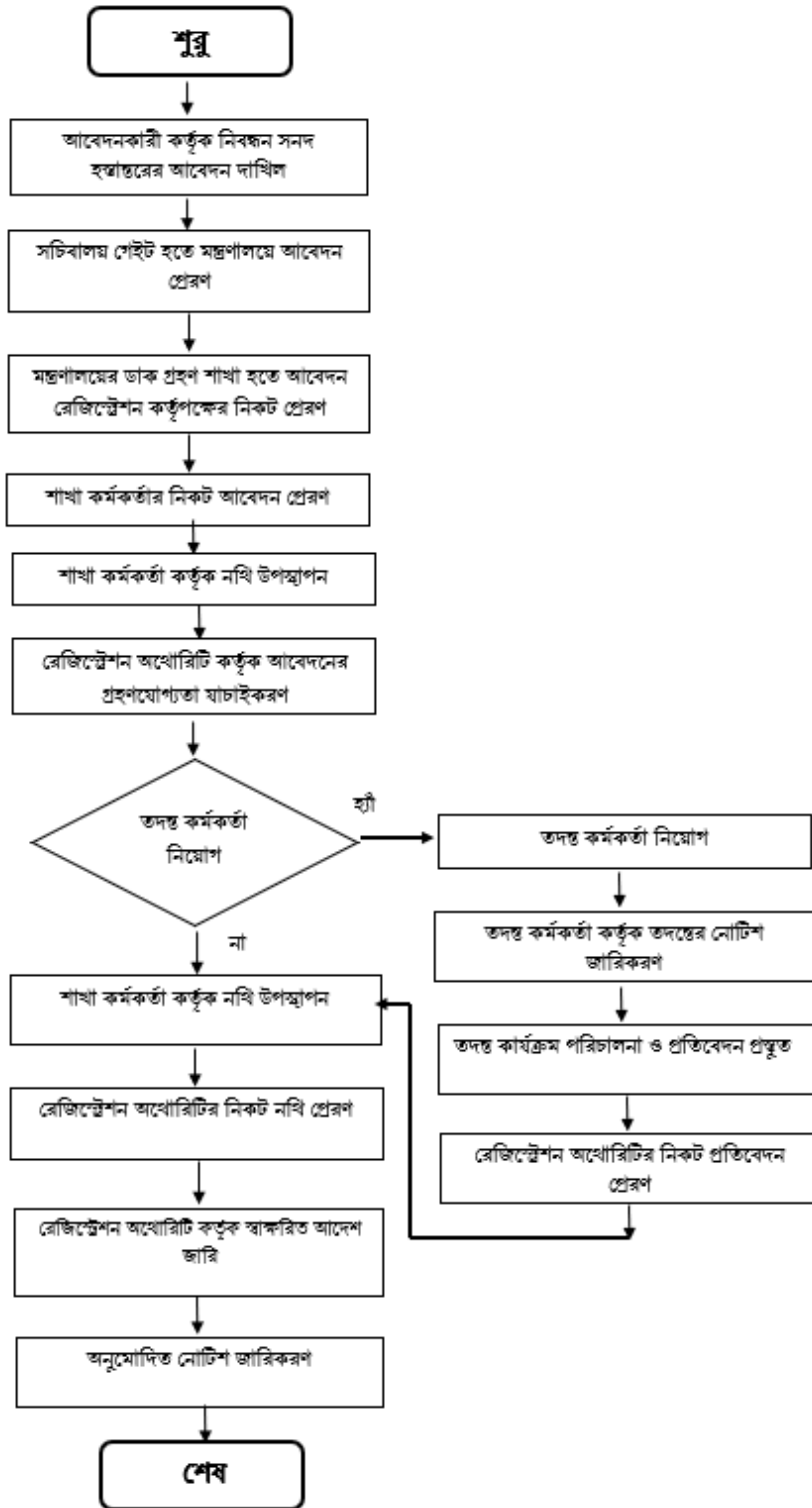 শুরু
আবেদনকারী কর্তৃক নিবন্ধন সনদ
হস্তান্তরের আবেদন দাখিল
সচিবালয় গেইট হতে মন্ত্রণালয়ে আবেদন
প্রেরণ
মন্ত্রণালয়ের ডাক গ্রহণ শাখা হতে আবেদন
রেজিস্ট্রেশন কর্তৃপক্ষের নিকট প্রেরণ
শাখা কর্মকর্তার নিকট আবেদন প্রেরণ
শাখা কর্মকর্তা কর্তৃক নথি উপস্থাপন
রেজিস্ট্রেশন অথোরিটি কর্তৃক আবেদনের
গ্রহণযোগ্যতা যাচাইকরণ
তদন্ত কর্মকর্তা
নিয়োগ
হ্যাঁ
না
তদন্ত কর্মকর্তা নিয়োগ
তদন্ত কর্মকর্তা কর্তৃক তদন্তের নোটিশ
জারিকরণ
তদন্ত কার্যক্রম পরিচালনা ও প্রতিবেদন প্রস্তুত
রেজিস্ট্রেশন অথোরিটির নিকট প্রতিবেদন
প্রেরণ
শাখা কর্মকর্তা কর্তৃক নথি উপস্থাপন
রেজিস্ট্রেশন অথোরিটির নিকট নথি প্রেরণ
রেজিস্ট্রেশন অথোরিটি কর্তৃক স্বাক্ষরিত আদেশ
জারি
অনুমোদিত নোটিশ জারিকরণ
শেষ